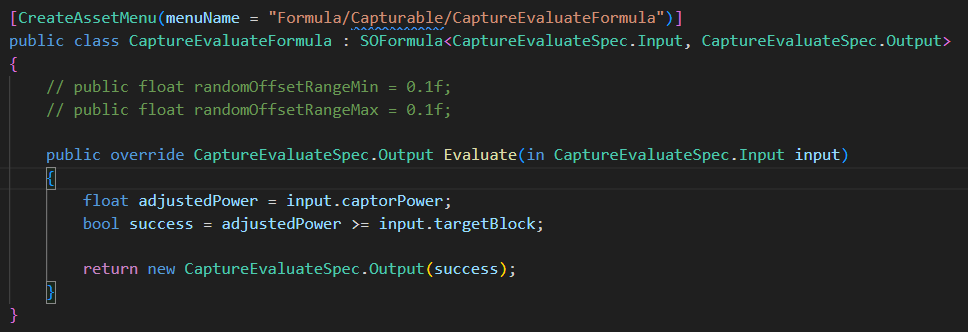 [CreateAssetMenu(menuName = "Formula/Capturable/CaptureEvaluateFormula")]
public class CaptureEvaluateFormula : SOFormula<CaptureEvaluateSpec.Input, CaptureEvaluateSpec.Output>
{
    // public float randomOffsetRangeMin = 0.1f;
    // public float randomOffsetRangeMax = 0.1f;

    public override CaptureEvaluateSpec.Output Evaluate(in CaptureEvaluateSpec.Input input)
    {
        float adjustedPower = input.captorPower;
        bool success = adjustedPower >= input.targetBlock;

        return new CaptureEvaluateSpec.Output(success);
    }
}